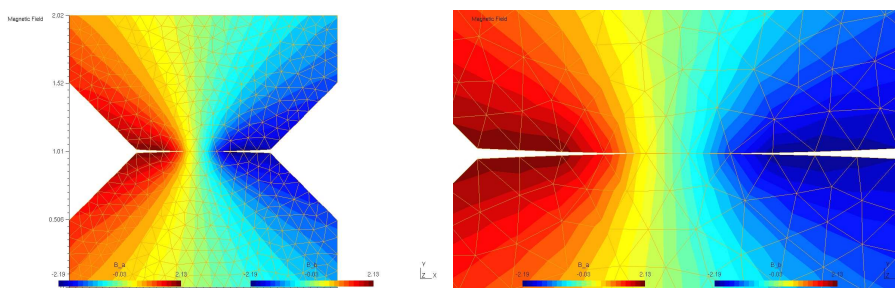 Magnetic Field
2.02
1.52
1.01
0.506
B_a
B_b
-2.19
-0.03
2.13
-2.19
-0.03
2.13
Y
Z X
Magnetic Field
B_a
-2.19
-0.03
2.13
-2.19
-0.03
2.13